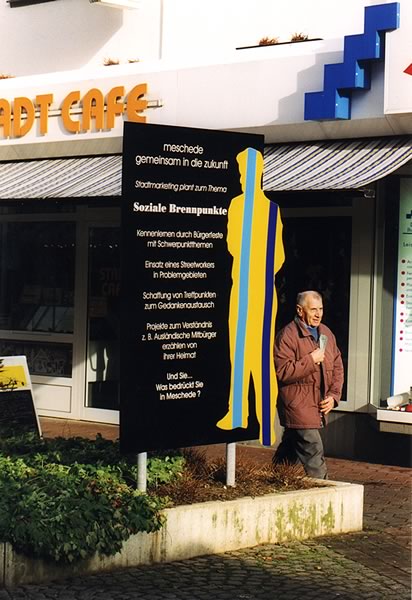 ADT CAFE
meschede
gemeinsam in die zukunft
Stadtmarketing plant zum Thema
Soziale Brennpunkte
Kennenlernen durch Bürgerfeste
mit Schwerpunktthemen
Einsatz eines Streetworkers
in Problemgebieten
Schaffung von Treffpunkten
zum Gedankenaustausch
Projekte zum Verständnis
z. B. Ausländische Mitbürger
erzählen von
ihrer Heimat
Und Sie...
Was bedrückt Sie
in Meschede ?